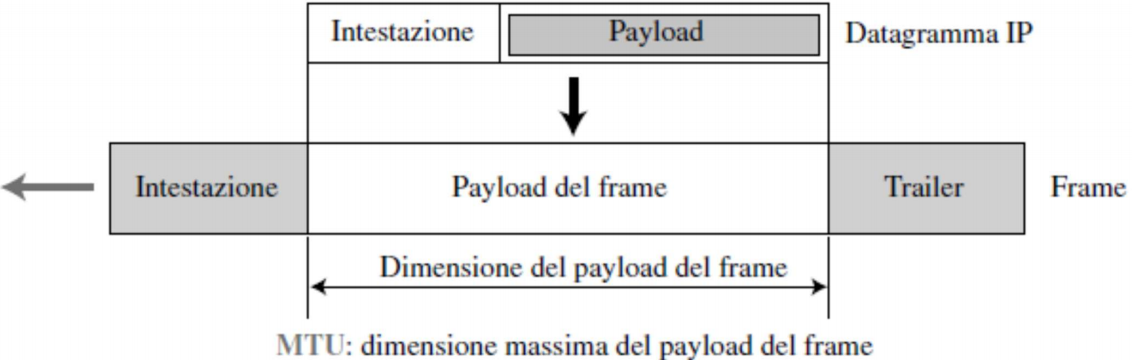 Intestazione Payload Datagramma IP
Intestazione Payload del frame Trailer Frame
Dimensione del payload del frame
MTU: dimensione massima del payload del frame